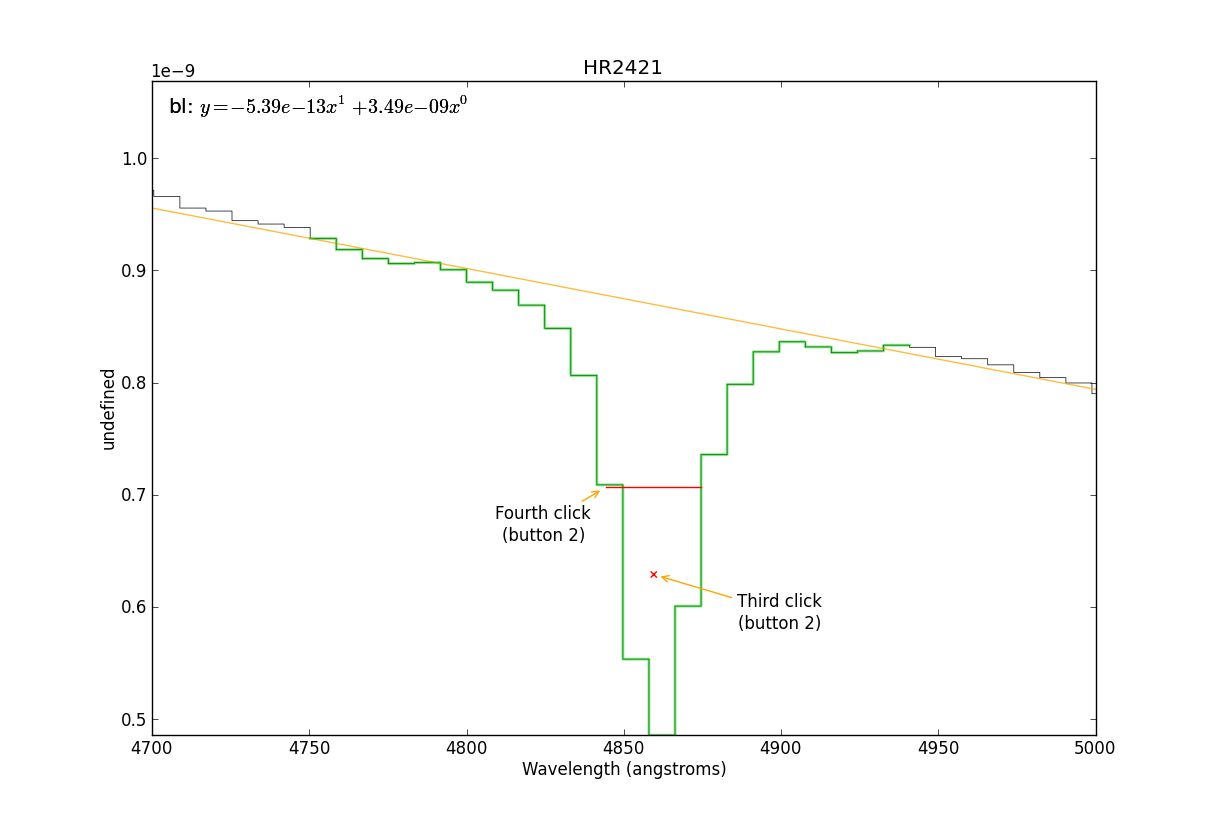 HR2421
1e−9
bl: y=−5.39e−13x¹ +3.49e−09x⁰
1.0
0.9
0.8
0.7
0.6
0.5
undefined
Fourth click
(button 2)
Third click
(button 2)
4700 4750 4800 4850 4900 4950 5000
Wavelength (angstroms)